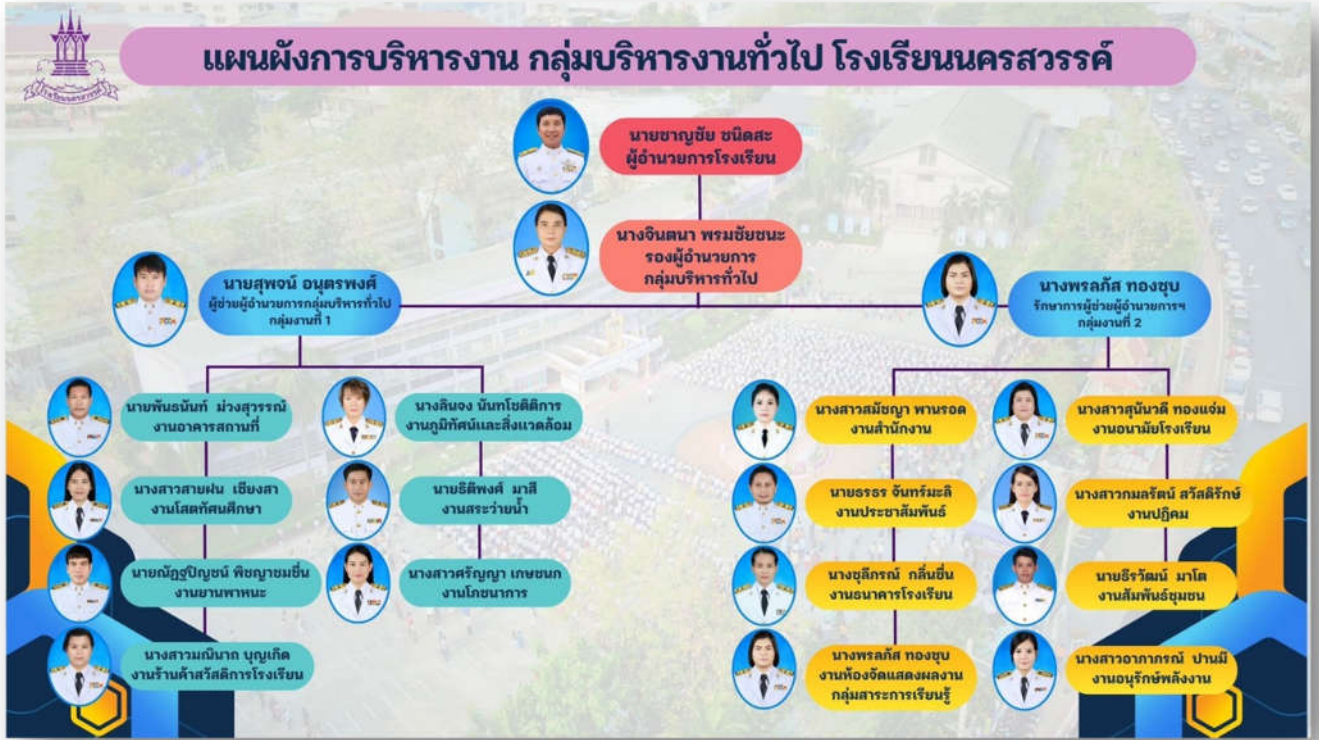 แผนผังการบริหารงาน กลุ่มบริหารงานทั่วไป โรงเรียนนครสวรรค์
โรงเรียนนครสวรรค์
นายชาญชัย ชนิดสะ
ผู้อำนวยการโรงเรียน
นางจินตนา พรมชัยชนะ
รองผู้อำนวยการ
กลุ่มบริหารทั่วไป
นายสุพจน์ อนุตรพงศ์
ผู้ช่วยผู้อำนวยการกลุ่มบริหารทั่วไป
กลุ่มงานที่ 1
นางพรลภัส ทองชุบ
รักษาการผู้ช่วยผู้อำนวยการฯ
กลุ่มงานที่ 2
นายพันธนันท์ ม่วงสุวรรณ์
งานอาคารสถานที่
นางลินจง นันทโชติติการ
งานภูมิทัศน์และสิ่งแวดล้อม
นางสาวสมัชญา พานรอด
งานสำนักงาน
นางสาวสุนันวดี ทองแจ่ม
งานอนามัยโรงเรียน
นางสาวสายฝน เชียงสา
งานโสตทัศนศึกษา
นายธิติพงศ์ มาสี
งานสระว่ายน้ำ
นายธรธร จันทร์มะลิ
งานประชาสัมพันธ์
นางสาวกมลรัตน์ สวัสดิรักษ์
งานปฏิคม
นายณัฏฐ์ปัญชน์ พิชญาชมชื่น
งานยานพาหนะ
นางสาวศรัญญา เกษชนก
งานโภชนาการ
นางชุลีภรณ์ กลิ่นชื่น
งานธนาคารโรงเรียน
นายธีรวัฒน์ มาโต
งานสัมพันธ์ชุมชน
นางสาวมณีนาถ บุญเกิด
งานร้านค้าสวัสดิการโรงเรียน
นางพรลภัส ทองชุบ
งานห้องจัดแสดงผลงาน
กลุ่มสาระการเรียนรู้
นางสาวอาภาภรณ์ ปานมี
งานอนุรักษ์พลังงาน